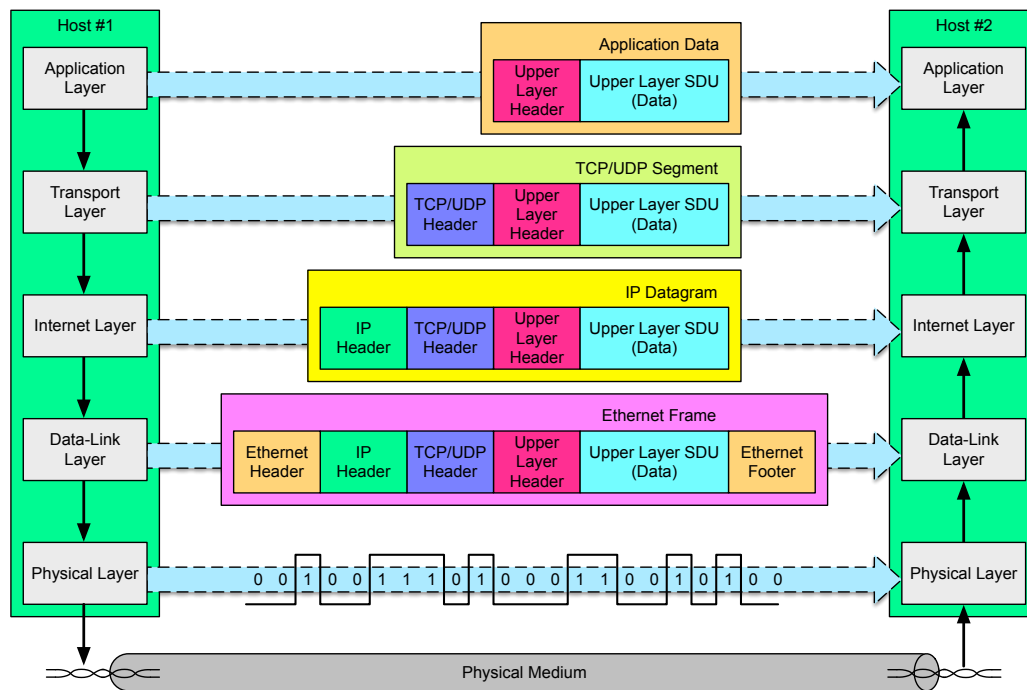 Host #1
Host #2
Application Data
Application
Layer
Upper
Layer
Header
Upper Layer SDU
(Data)
Application
Layer
TCP/UDP Segment
Transport
Layer
TCP/UDP
Header
Upper
Layer
Header
Upper Layer SDU
(Data)
Transport
Layer
IP Datagram
Internet Layer
IP
Header
TCP/UDP
Header
Upper
Layer
Header
Upper Layer SDU
(Data)
Internet Layer
Ethernet Frame
Data-Link
Layer
Ethernet
Header
IP
Header
TCP/UDP
Header
Upper
Layer
Header
Upper Layer SDU
(Data)
Ethernet
Footer
Data-Link
Layer
Physical Layer
0 0 1 0 0 1 1 1 0 1 0 0 0 1 1 0 0 1 0 1 0 0
Physical Layer
Physical Medium